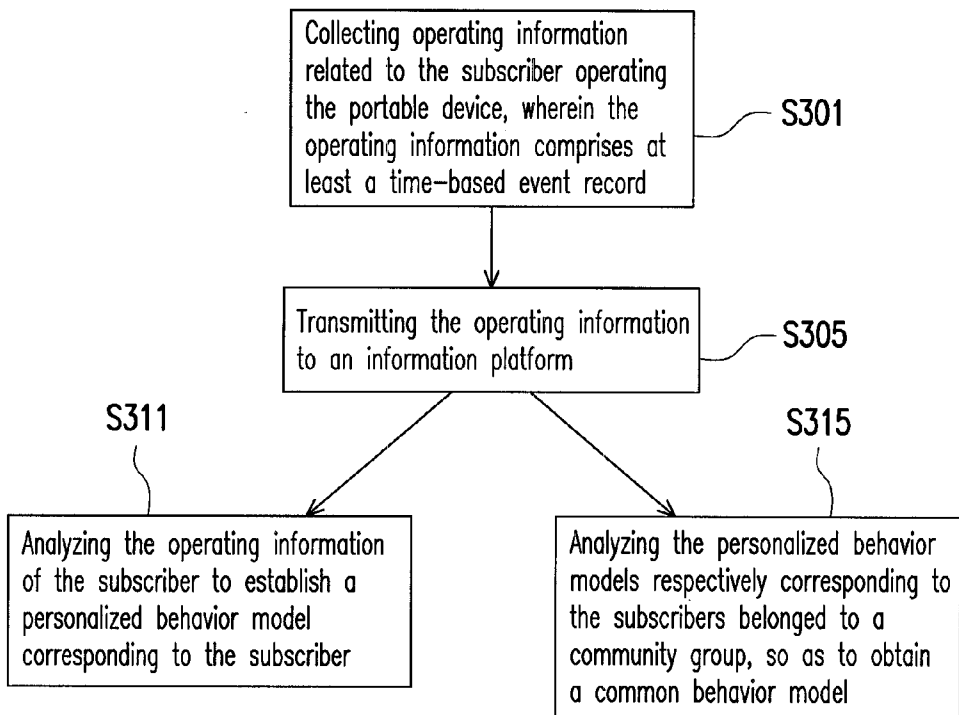 Collecting operating information
related to the subscriber operating
the portable device, wherein the
operating information comprises at
least a time-based event record
S301
Transmitting the operating information
to an information platform
S305
S311
Analyzing the operating information
of the subscriber to establish a
personalized behavior model
corresponding to the subscriber
S315
Analyzing the personalized behavior
models respectively corresponding to
the subscribers belonged to a
community group, so as to obtain
a common behavior model